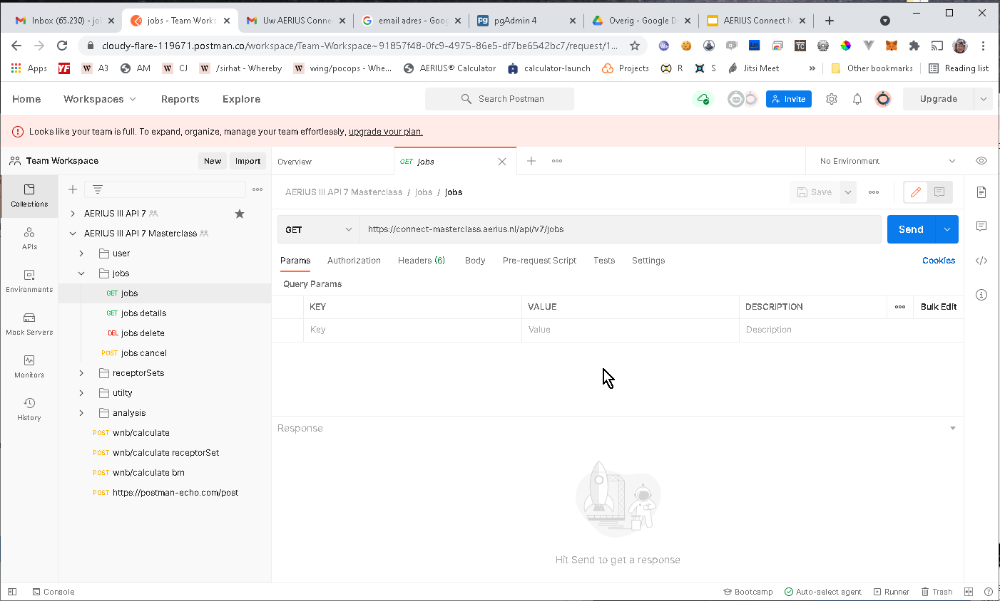 Inbox (65.230) - jol
jobs - Team Works
Uw AERIUS Conne
email adres - Goog
pgAdmin 4
Overig - Google D
AERIUS Connect M
cloudy-flare-119671.postman.co/workspace/Team-Workspace~91857f48-0fc9-4975-86e5-df7be6542bc7/request/1...
Apps
A3
AM
CJ
/sirhat - Whereby
wing/pocops - Whe...
AERIUS® Calculator
calculator-launch
Projects
R
S
Jitsi Meet
»
Other bookmarks
Reading list
Home
Workspaces
Reports
Explore
Search Postman
Invite
Upgrade
Looks like your team is full. To expand, organize, manage your team effortlessly, upgrade your plan.
Team Workspace
New
Import
Overview
GET jobs
No Environment
Collections
APIs
Environments
Mock Servers
Monitors
History
AERIUS III API 7
AERIUS III API 7 Masterclass
user
jobs
GET jobs
GET jobs details
DEL jobs delete
POST jobs cancel
receptorSets
utilty
analysis
POST wnb/calculate
POST wnb/calculate receptorSet
POST wnb/calculate brn
POST https://postman-echo.com/post
AERIUS III API 7 Masterclass / jobs / jobs
Save
GET
https://connect-masterclass.aerius.nl/api/v7/jobs
Send
Params
Authorization
Headers (6)
Body
Pre-request Script
Tests
Settings
Cookies
Query Params
KEY
VALUE
DESCRIPTION
Bulk Edit
Key
Value
Description
Response
Hit Send to get a response
Console
Bootcamp
Auto-select agent
Runner
Trash